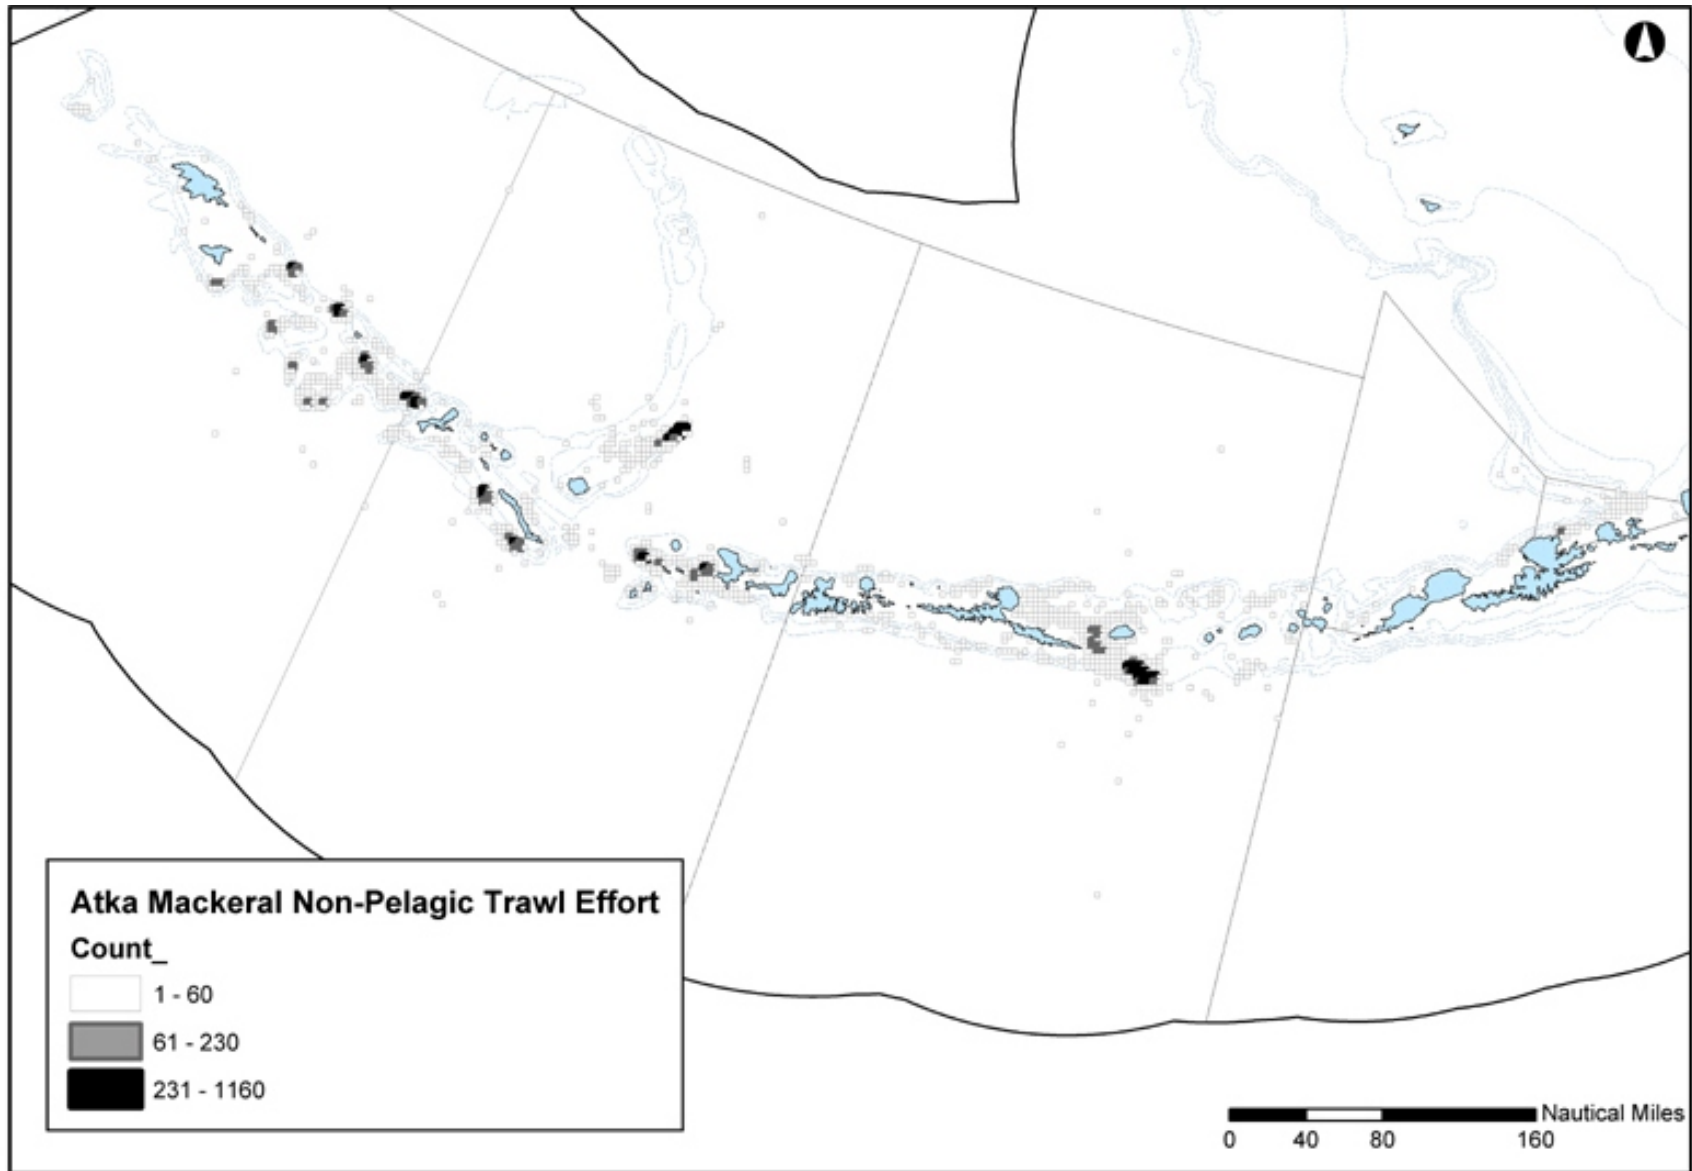 Atka Mackeral Non-Pelagic Trawl Effort
Count_
1 - 60
61 - 230
231 - 1160
Nautical Miles
0 40 80 160